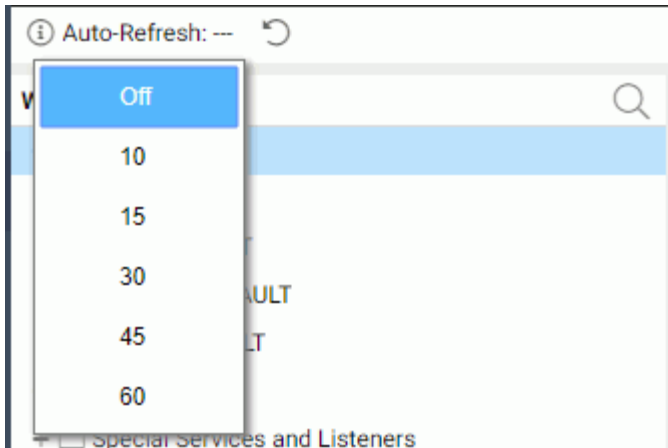 Auto-Refresh: ---
Off
10
15
30
45
60
Special Services and Listeners